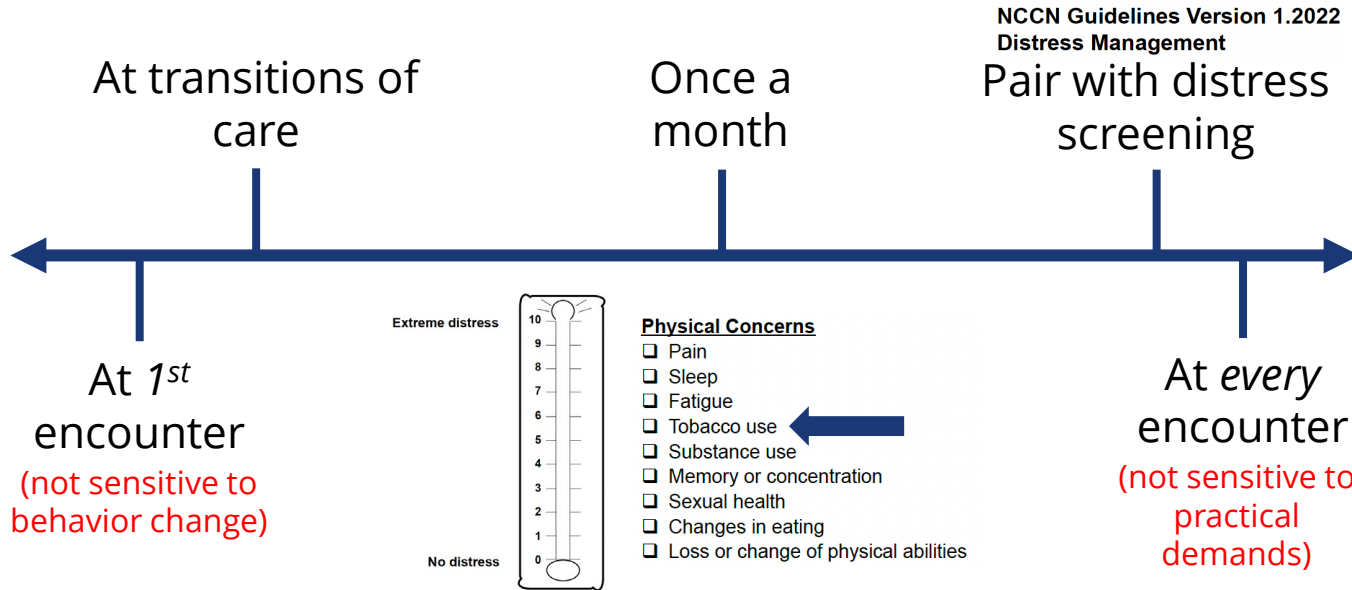 NCCN Guidelines Version 1.2022
Distress Management
At transitions of
care
Once a
month
Pair with distress
screening
At 1st
encounter
(not sensitive to
behavior change)
Extreme distress
10
9
8
7
6
5
4
3
2
1
0
No distress
Physical Concerns
❑ Pain
❑ Sleep
❑ Fatigue
❑ Tobacco use
❑ Substance use
❑ Memory or concentration
❑ Sexual health
❑ Changes in eating
❑ Loss or change of physical abilities
At every
encounter
(not sensitive to
practical
demands)